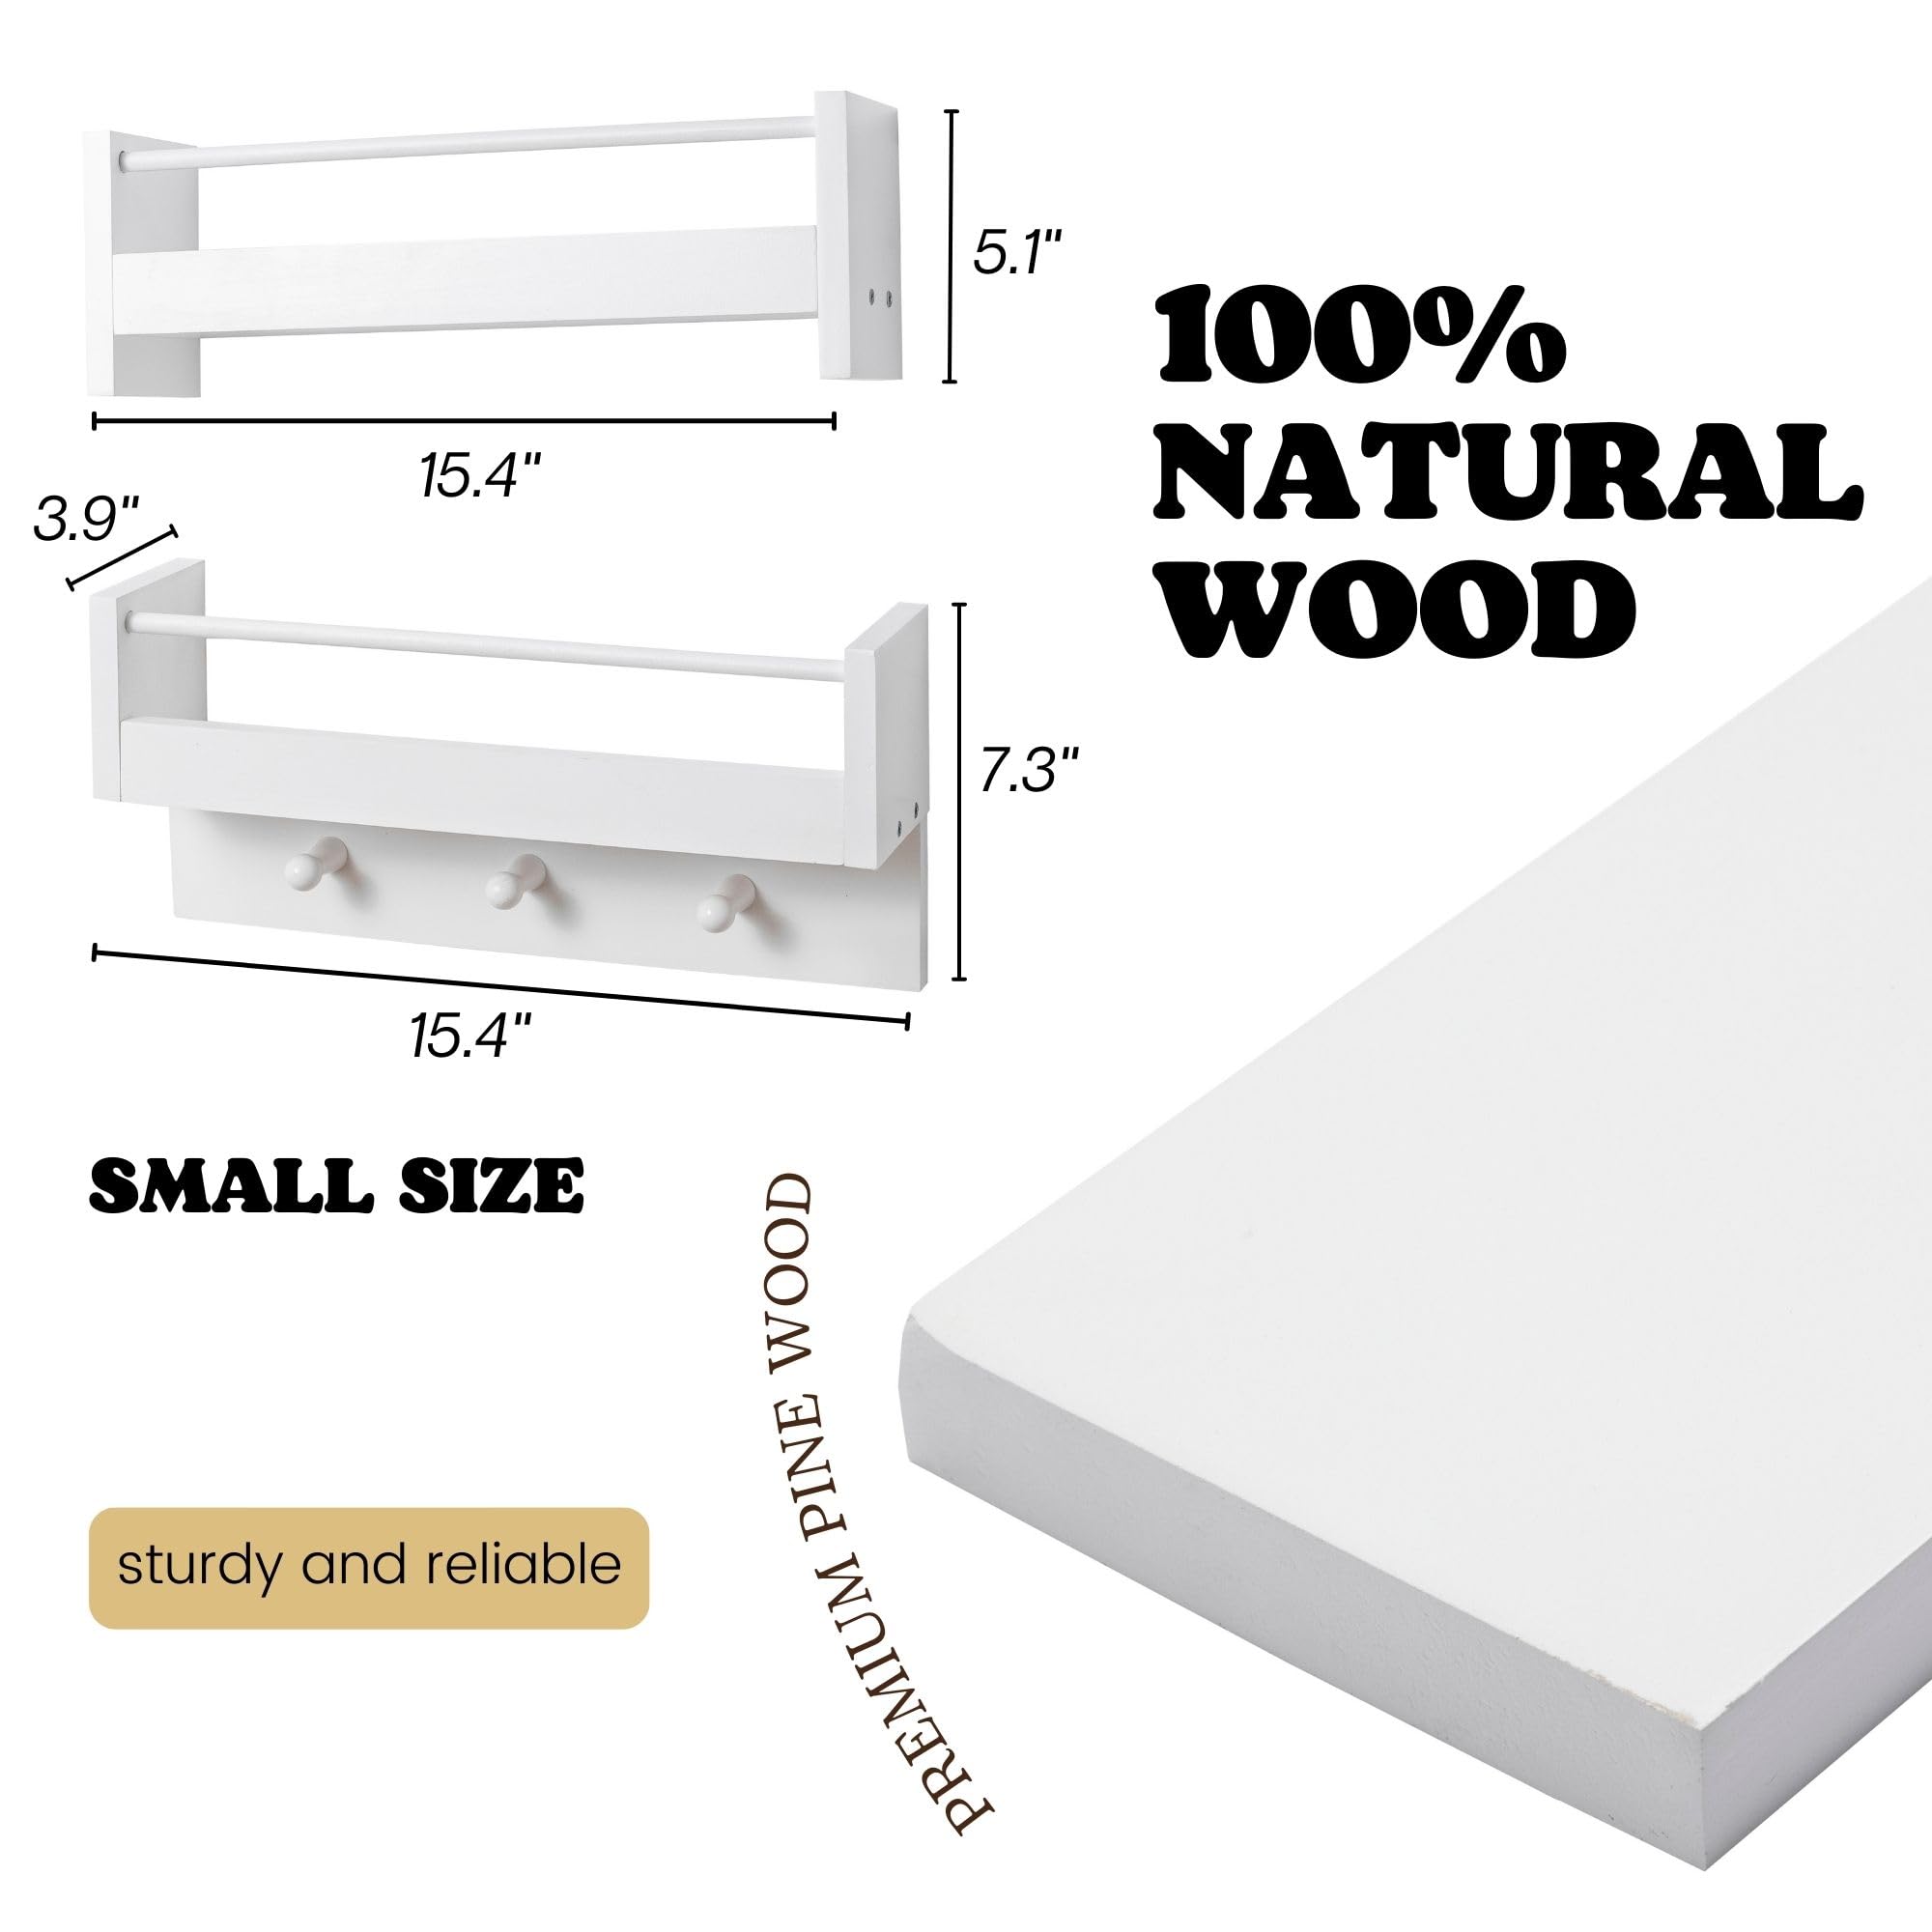 5.1"
15.4"
100%
NATURAL
WOOD
3.9"
7.3"
15.4"
SMALL SIZE
PREMIUM PINE WOOD
sturdy and reliable